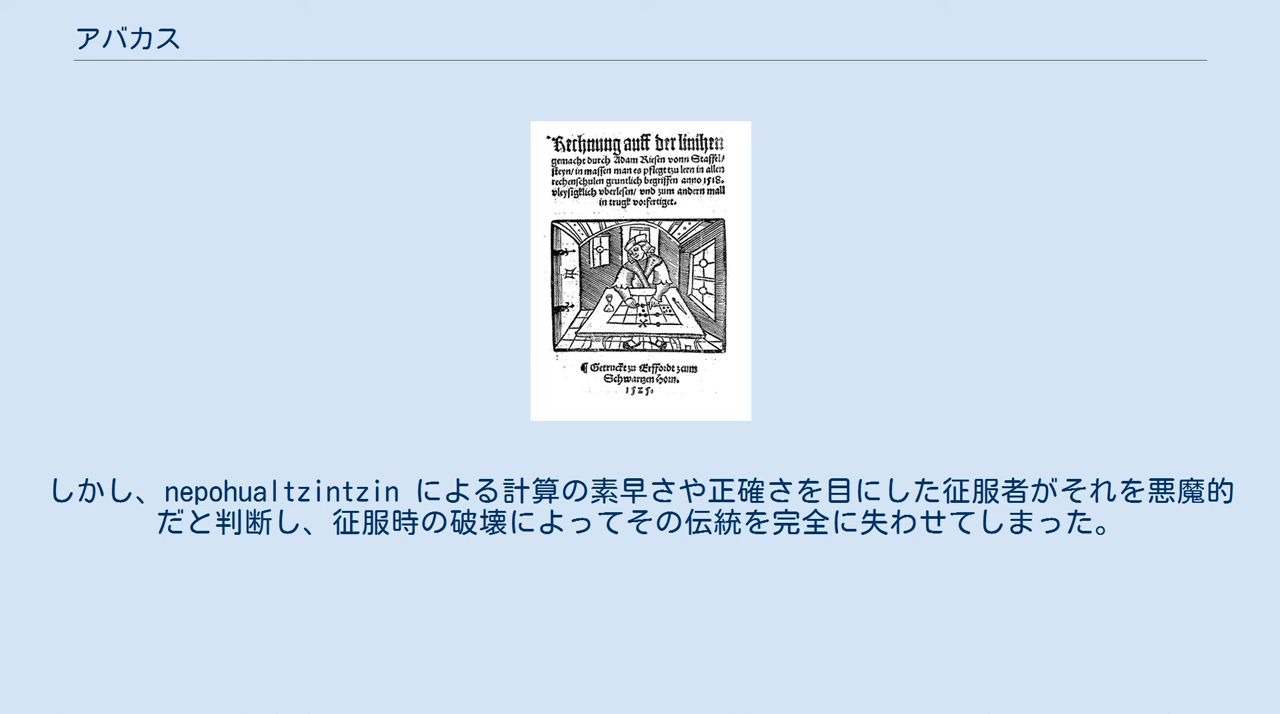 アバカス
Rechnung auff der linihen
gemacht durch Adam Riesen vonn Staffel/
steyn/ in massen man es pflegt tzu lern in allen
rechenschulen gruntlich begriffen anno 1518.
vleysigklich vberlesen/ vnd zum andern mall
in trugk vorfertiget.
¶ Getruckt zu Erffordt zcum
Schwartzen Horn.
1525.
しかし、nepohualtzintzin による計算の素早さや正確さを目にした征服者がそれを悪魔的
だと判断し、征服時の破壊によってその伝統を完全に失わせてしまった。